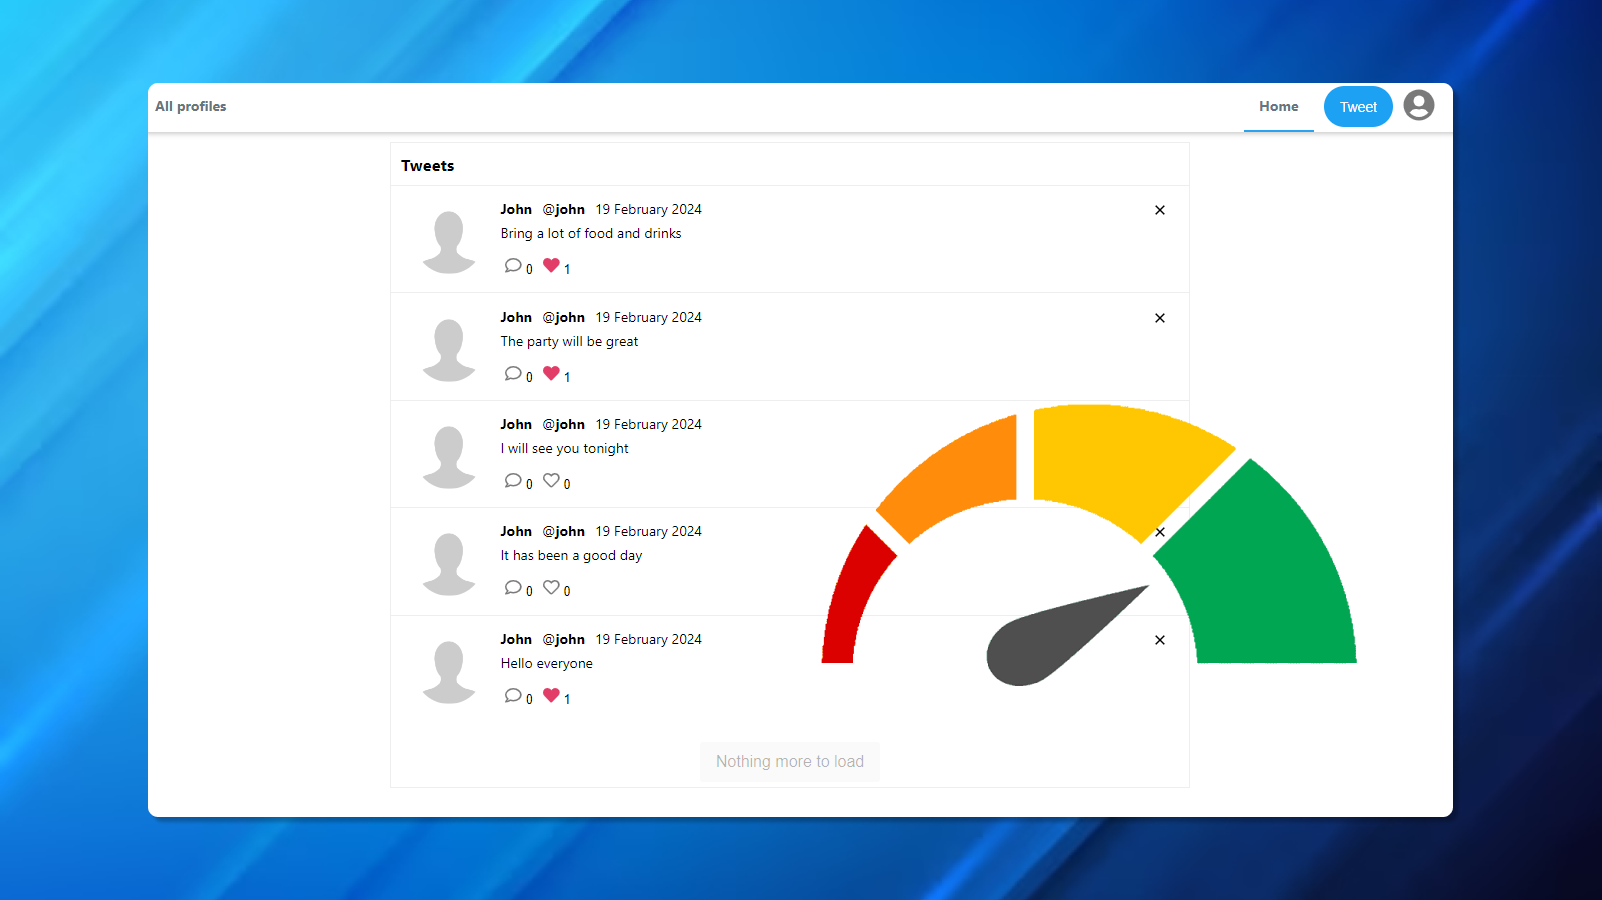 All profiles
Home
Tweet
Tweets
John @john 19 February 2024
Bring a lot of food and drinks
0 1
John @john 19 February 2024
The party will be great
0 1
John @john 19 February 2024
I will see you tonight
0 0
John @john 19 February 2024
It has been a good day
0 0
John @john 19 February 2024
Hello everyone
0 1
Nothing more to load